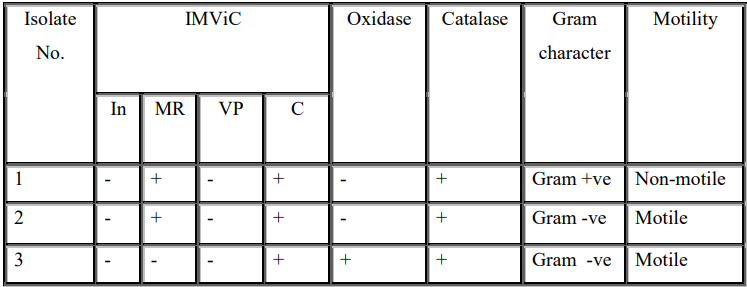 Isolate No. IMViC Oxidase Catalase Gram character Motility
In MR VP C
1 - + - + - + Gram +ve Non-motile
2 - + - + - + Gram -ve Motile
3 - - - + + + Gram -ve Motile